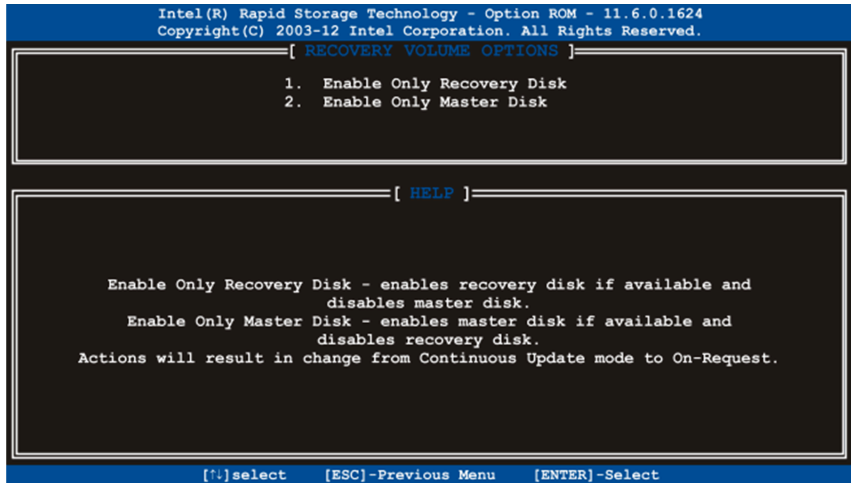 Intel(R) Rapid Storage Technology - Option ROM - 11.6.0.1624
Copyright(C) 2003-12 Intel Corporation. All Rights Reserved.
[ RECOVERY VOLUME OPTIONS ]
1. Enable Only Recovery Disk
2. Enable Only Master Disk
[ HELP ]
Enable Only Recovery Disk - enables recovery disk if available and
disables master disk.
Enable Only Master Disk - enables master disk if available and
disables recovery disk.
Actions will result in change from Continuous Update mode to On-Request.
[↑↓]select [ESC]-Previous Menu [ENTER]-Select